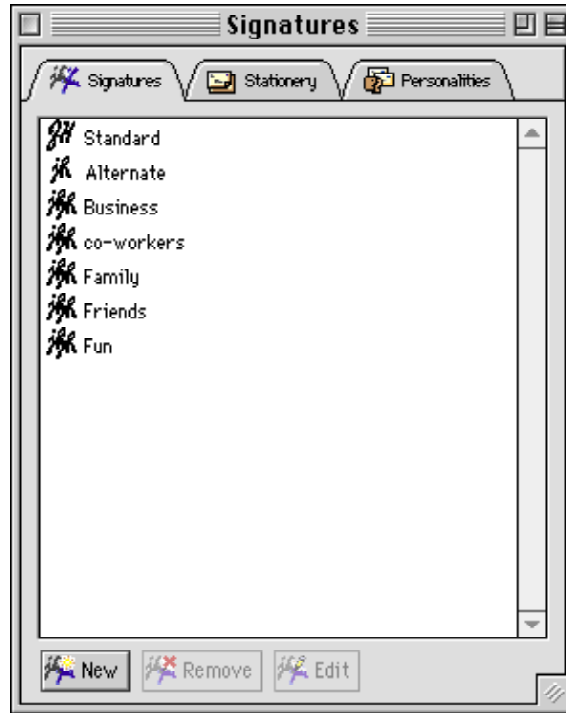 Signatures
Signatures Stationery Personalities
Standard
Alternate
Business
co-workers
Family
Friends
Fun
New Remove Edit